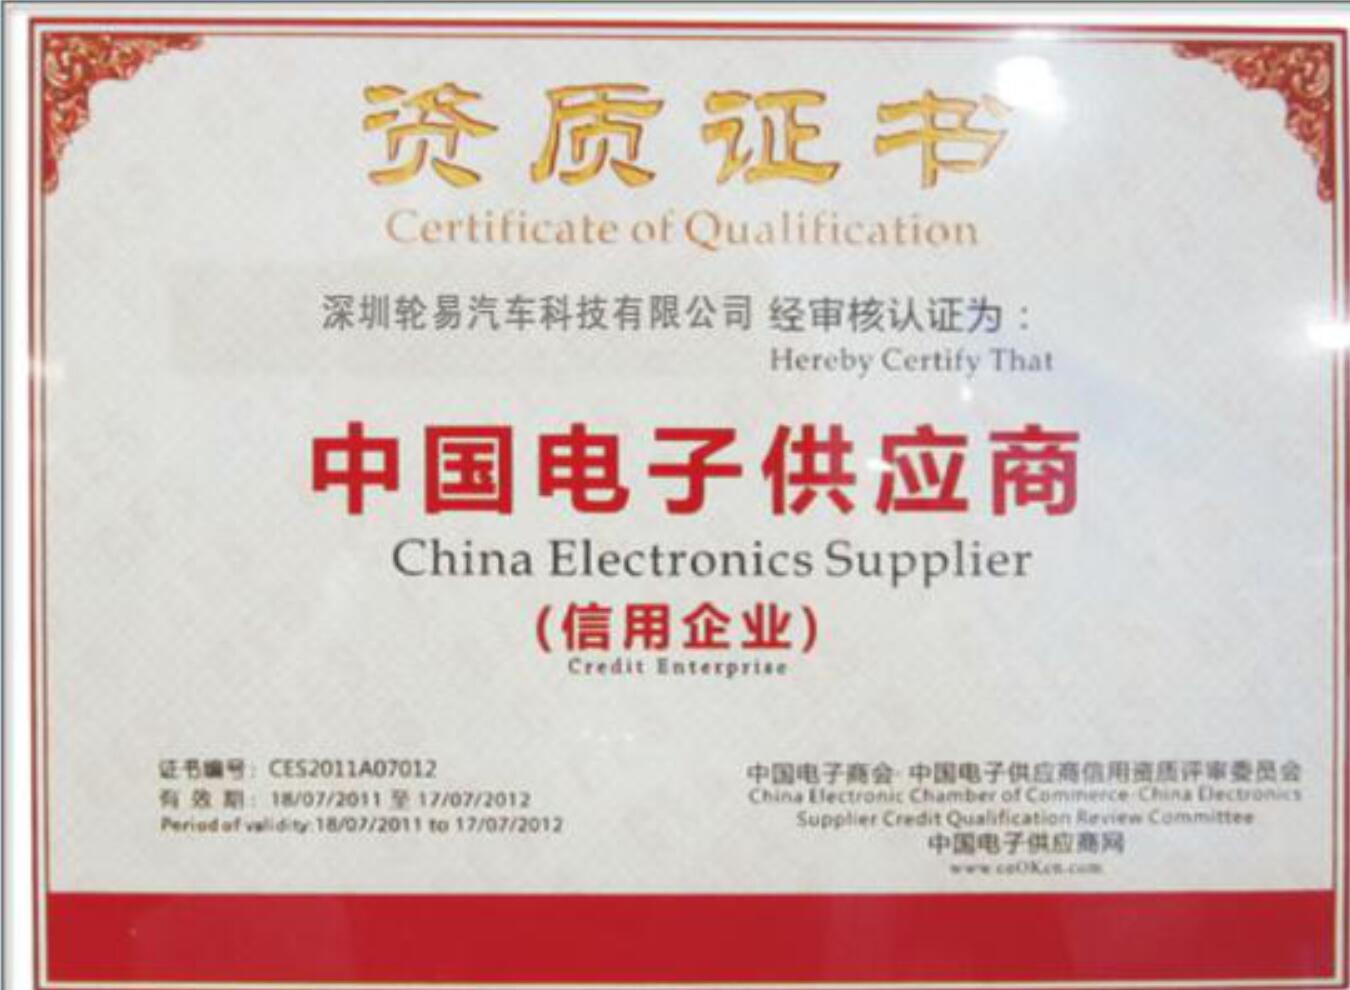 资质证书
Certificate of Qualification
深圳轮易汽车科技有限公司 经审核认证为：
Hereby Certify That
中国电子供应商
China Electronics Supplier
(信用企业)
Credit Enterprise
证书编号：CES2011A07012
有 效 期：18/07/2011 至 17/07/2012
Period of validity:18/07/2011 to 17/07/2012
中国电子商会·中国电子供应商信用资质评审委员会
China Electronic Chamber of Commerce·China Electronics
Supplier Credit Qualification Review Committee
中国电子供应商网